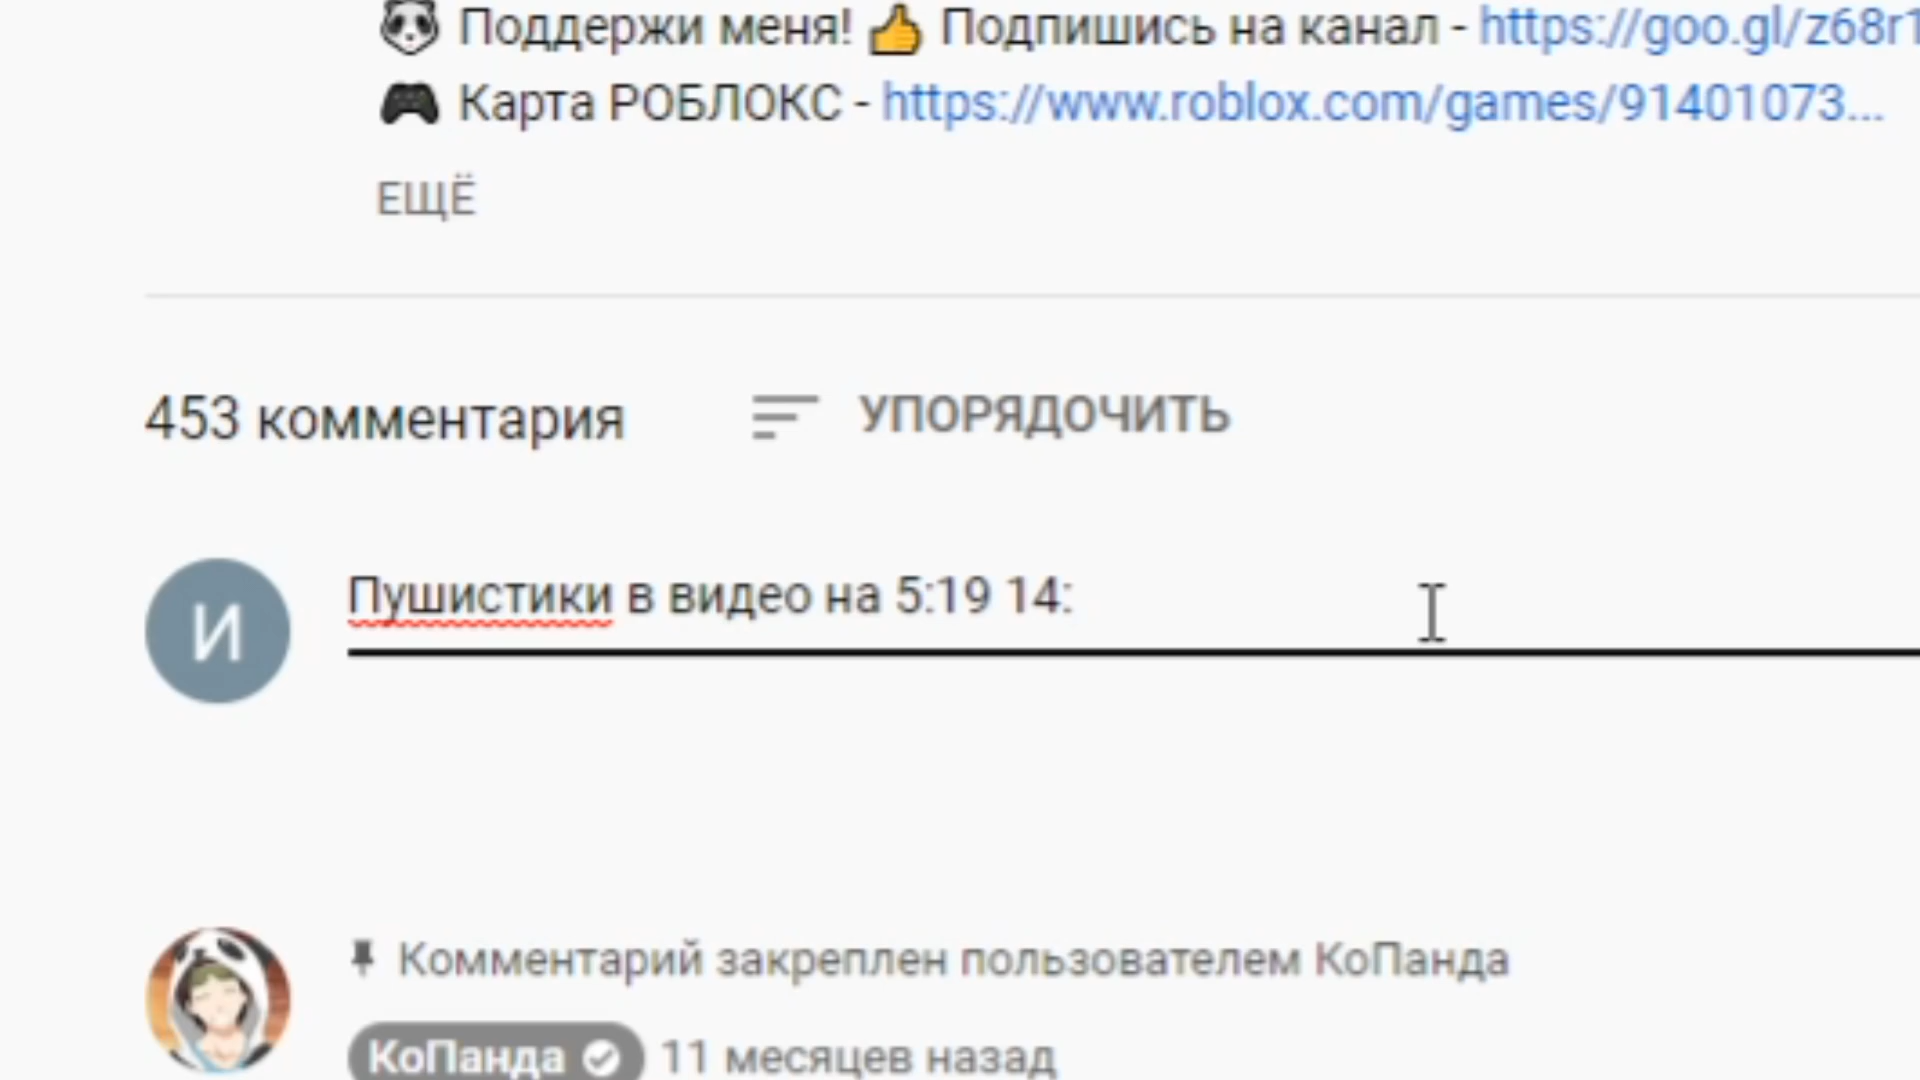 Поддержи меня! Подпишись на канал - https://goo.gl/z68r1
Карта РОБЛОКС - https://www.roblox.com/games/91401073...
ЕЩЁ
453 комментария УПОРЯДОЧИТЬ
И Пушистики в видео на 5:19 14:
Комментарий закреплен пользователем КоПанда
КоПанда 11 месяцев назад